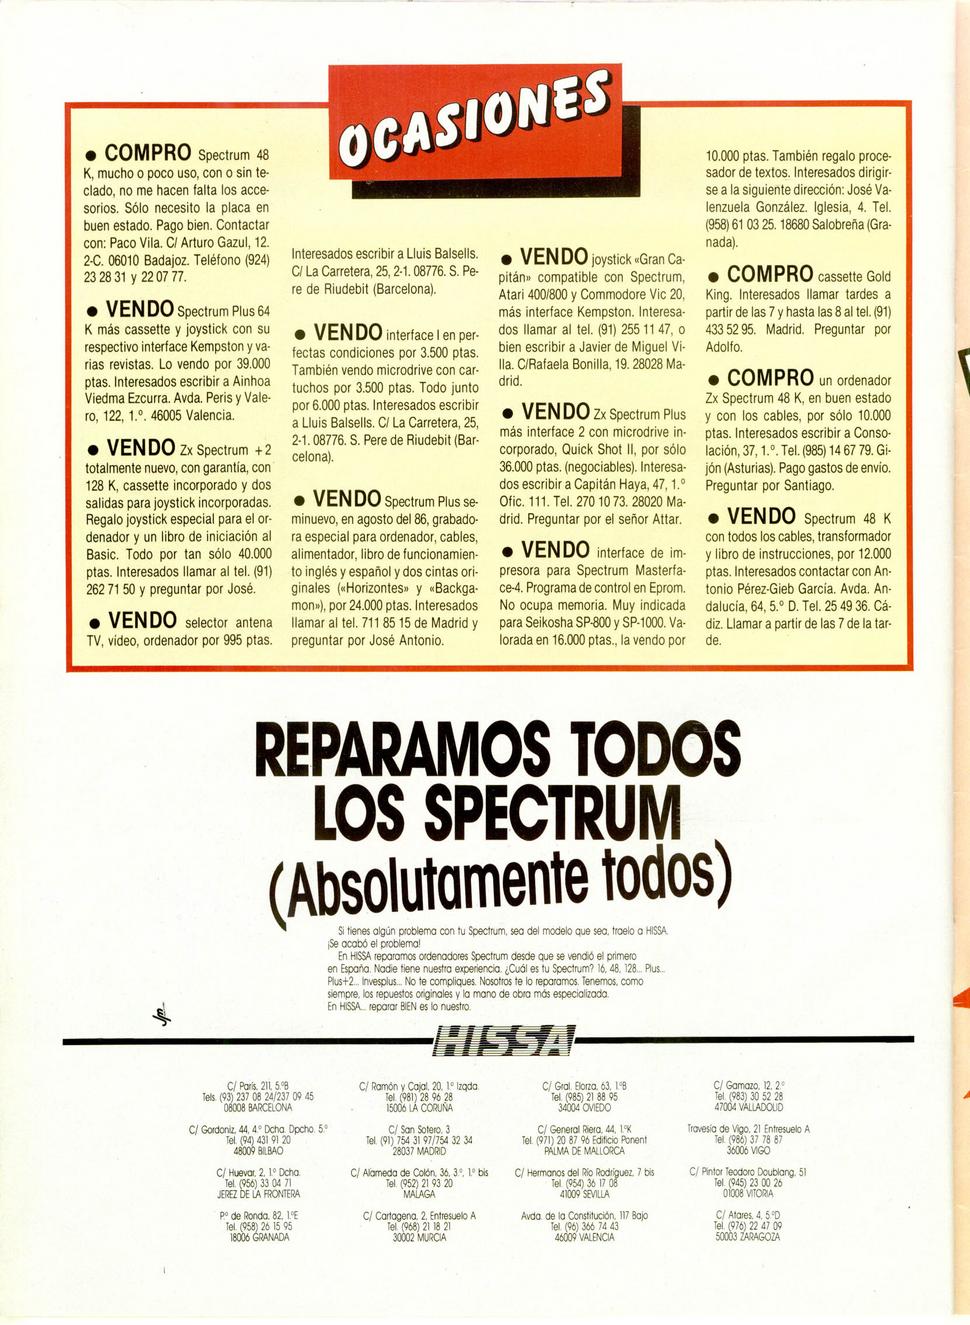 OCASIONES
● COMPRO Spectrum 48
K, mucho o poco uso, con o sin te-
clado, no me hacen falta los acce-
sorios. Sólo necesito la placa en
buen estado. Pago bien. Contactar
con: Paco Vila. C/ Arturo Gazul, 12.
2-C. 06010 Badajoz. Teléfono (924)
23 28 31 y 22 07 77.
● VENDO Spectrum Plus 64
K más cassette y joystick con su
respectivo interface Kempston y va-
rias revistas. Lo vendo por 39.000
ptas. Interesados escribir a Ainhoa
Viedma Ezcurra. Avda. Peris y Vale-
ro, 122, 1.º. 46005 Valencia.
● VENDO Zx Spectrum +2
totalmente nuevo, con garantía, con
128 K, cassette incorporado y dos
salidas para joystick incorporadas.
Regalo joystick especial para el or-
denador y un libro de iniciación al
Basic. Todo por tan sólo 40.000
ptas. Interesados llamar al tel. (91)
262 71 50 y preguntar por José.
● VENDO selector antena
TV, vídeo, ordenador por 995 ptas.
Interesados escribir a Lluis Balsells.
C/ La Carretera, 25, 2-1. 08776. S. Pe-
re de Riudebit (Barcelona).
● VENDO interface I en per-
fectas condiciones por 3.500 ptas.
También vendo microdrive con car-
tuchos por 3.500 ptas. Todo junto
por 6.000 ptas. Interesados escribir
a Lluis Balsells. C/ La Carretera, 25,
2-1. 08776. S. Pere de Riudebit (Bar-
celona).
● VENDO Spectrum Plus se-
minuevo, en agosto del 86, grabado-
ra especial para ordenador, cables,
alimentador, libro de funcionamien-
to inglés y español y dos cintas ori-
ginales («Horizontes» y «Backga-
mon»), por 24.000 ptas. Interesados
llamar al tel. 711 85 15 de Madrid y
preguntar por José Antonio.
● VENDO joystick «Gran Ca-
pitán» compatible con Spectrum,
Atari 400/800 y Commodore Vic 20,
más interface Kempston. Interesa-
dos llamar al tel. (91) 255 11 47, o
bien escribir a Javier de Miguel Vi-
lla. C/Rafaela Bonilla, 19. 28028 Ma-
drid.
● VENDO Zx Spectrum Plus
más interface 2 con microdrive in-
corporado, Quick Shot II, por sólo
36.000 ptas. (negociables). Interesa-
dos escribir a Capitán Haya, 47, 1.º
Ofic. 111. Tel. 270 10 73. 28020 Ma-
drid. Preguntar por el señor Attar.
● VENDO interface de im-
presora para Spectrum Masterfa-
ce-4. Programa de control en Eprom.
No ocupa memoria. Muy indicada
para Seikosha SP-800 y SP-1000. Va-
lorada en 16.000 ptas., la vendo por
10.000 ptas. También regalo proce-
sador de textos. Interesados dirigir-
se a la siguiente dirección: José Va-
lenzuela González. Iglesia, 4. Tel.
(958) 61 03 25. 18680 Salobreña (Gra-
nada).
● COMPRO cassette Gold
King. Interesados llamar tardes a
partir de las 7 y hasta las 8 al tel. (91)
433 52 95. Madrid. Preguntar por
Adolfo.
● COMPRO un ordenador
Zx Spectrum 48 K, en buen estado
y con los cables, por sólo 10.000
ptas. Interesados escribir a Conso-
lación, 37, 1.º. Tel. (985) 14 67 79. Gi-
jón (Asturias). Pago gastos de envío.
Preguntar por Santiago.
● VENDO Spectrum 48 K
con todos los cables, transformador
y libro de instrucciones, por 12.000
ptas. Interesados contactar con An-
tonio Pérez-Gieb García. Avda. An-
dalucía, 64, 5.º D. Tel. 25 49 36. Cá-
diz. Llamar a partir de las 7 de la tar-
de.
REPARAMOS TODOS
LOS SPECTRUM
(Absolutamente todos)
Si tienes algún problema con tu Spectrum, sea del modelo que sea, traelo a HISSA.
¡Se acabó el problema!
En HISSA reparamos ordenadores Spectrum desde que se vendió el primero
en España. Nadie tiene nuestra experiencia. ¿Cuál es tu Spectrum? 16, 48, 128... Plus...
Plus+2... Invesplus... No te compliques. Nosotros te lo reparamos. Tenemos, como
siempre, los repuestos originales y la mano de obra más especializada.
En HISSA... reparar BIEN es lo nuestro.
HISSA
C/ París, 211, 5.ºB
Tels. (93) 237 08 24/237 09 45
08008 BARCELONA
C/ Gordoniz, 44, 4.º Dcha. Dpcho. 5.º
Tel. (94) 431 91 20
48009 BILBAO
C/ Huevar, 2, 1.º Dcha.
Tel. (956) 33 04 71
JEREZ DE LA FRONTERA
P.º de Ronda, 82, 1.ºE
Tel. (958) 26 15 95
18006 GRANADA
C/ Ramón y Cajal, 20, 1.º Izqda.
Tel. (981) 28 96 28
15006 LA CORUÑA
C/ San Sotero, 3
Tel. (91) 754 31 97/754 32 34
28037 MADRID
C/ Alameda de Colón, 36, 3.º, 1.º bis
Tel. (952) 21 93 20
MALAGA
C/ Cartagena, 2, Entresuelo A
Tel. (968) 21 18 21
30002 MURCIA
C/ Gral. Elorza, 63, 1.ºB
Tel. (985) 21 88 95
34004 OVIEDO
C/ General Riera, 44, 1.ºK
Tel. (971) 20 87 96 Edificio Ponent
PALMA DE MALLORCA
C/ Hermanos del Río Rodríguez, 7 bis
Tel. (954) 36 17 08
41009 SEVILLA
Avda. de la Constitución, 117 Bajo
Tel. (96) 366 74 43
46009 VALENCIA
C/ Gamazo, 12, 2.º
Tel. (983) 30 52 28
47004 VALLADOLID
Travesía de Vigo, 21 Entresuelo A
Tel. (986) 37 78 87
36006 VIGO
C/ Pintor Teodoro Doublang, 51
Tel. (945) 23 00 26
01008 VITORIA
C/ Atares, 4, 5.ºD
Tel. (976) 22 47 09
50003 ZARAGOZA